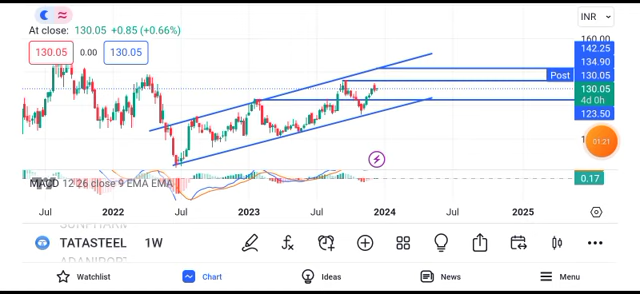 At close: 130.05 +0.85 (+0.66%)
INR
160.00
130.05 0.00 130.05
142.25
134.90
Post 130.05
130.05
4d 0h
123.50
01:21
MACD 12 26 close 9 EMA EMA
0.17
Jul 2022 Jul 2023 Jul 2024 Jul 2025
TATASTEEL 1W
Watchlist Chart Ideas News Menu